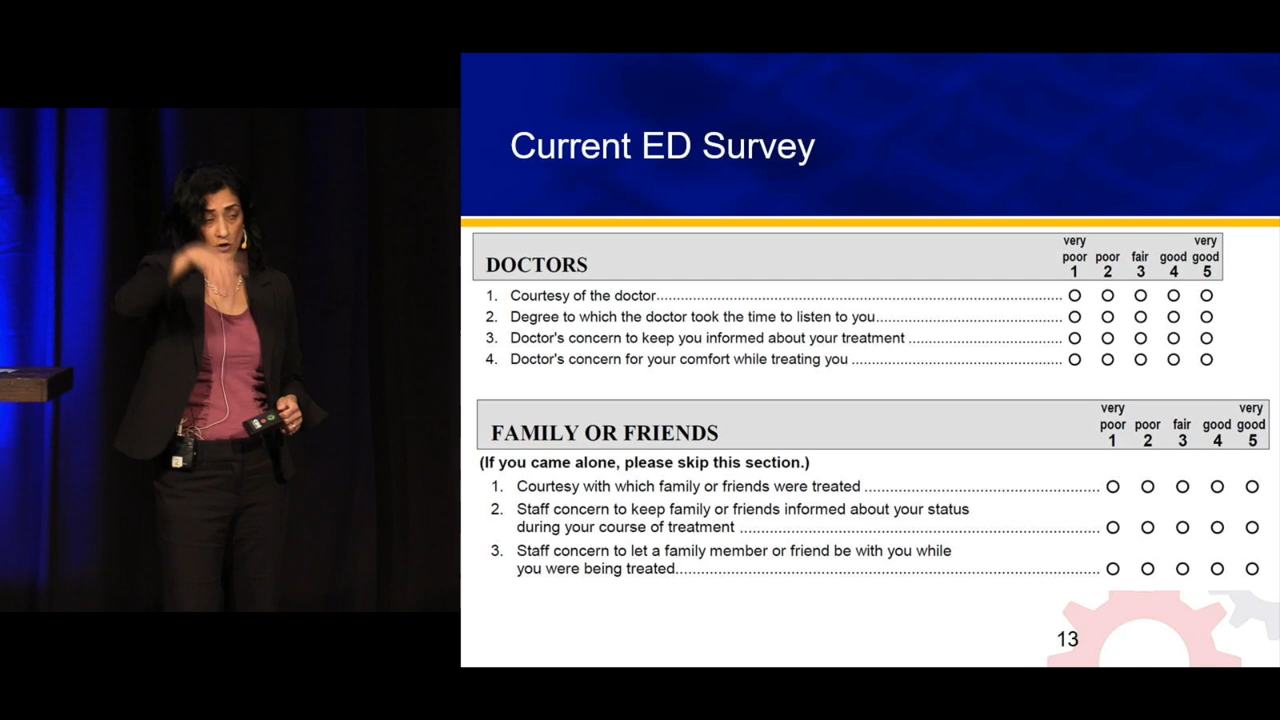 Current ED Survey
DOCTORS
very poor 1
poor 2
fair 3
good 4
very good 5
1. Courtesy of the doctor
2. Degree to which the doctor took the time to listen to you
3. Doctor's concern to keep you informed about your treatment
4. Doctor's concern for your comfort while treating you
FAMILY OR FRIENDS
very poor 1
poor 2
fair 3
good 4
very good 5
(If you came alone, please skip this section.)
1. Courtesy with which family or friends were treated
2. Staff concern to keep family or friends informed about your status
during your course of treatment
3. Staff concern to let a family member or friend be with you while
you were being treated
13